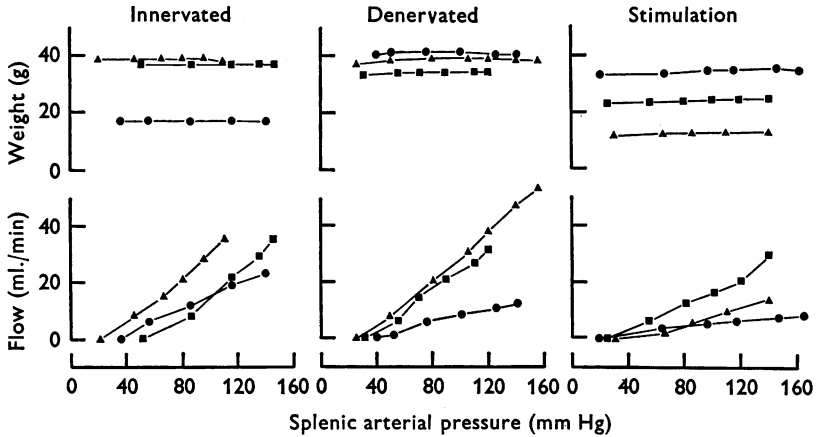 Innervated Denervated Stimulation
Weight (g)
40
20
0
Flow (ml./min)
40
20
0
0 40 80 120 160 0 40 80 120 160 0 40 80 120 160
Splenic arterial pressure (mm Hg)